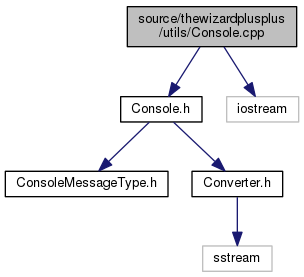 source/thewizardplusplus
/utils/Console.cpp
Console.h
iostream
ConsoleMessageType.h
Converter.h
sstream